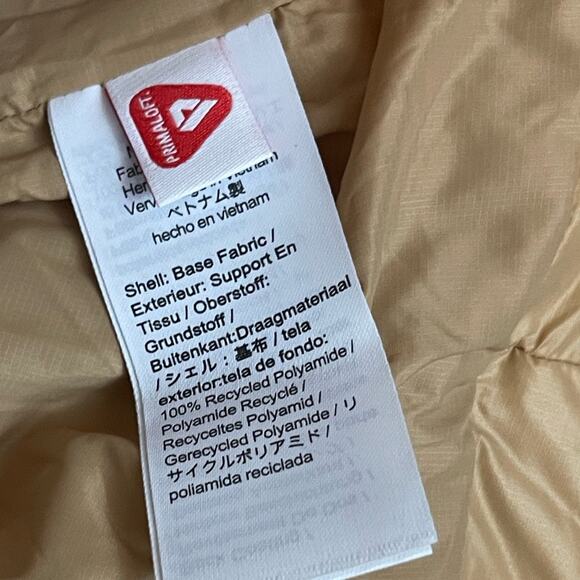 PRIMALOFT®
Vietnam
ベトナム製
hecho en vietnam
Shell: Base Fabric /
Exterieur: Support En
Tissu / Oberstoff:
Grundstoff /
Buitenkant:Draagmateriaal
/ シェル : 基布 / tela
exterior:tela de fondo:
100% Recycled Polyamide /
Polyamide Recyclé /
Recyceltes Polyamid /
Gerecycled Polyamide / リ
サイクルポリアミド /
poliamida reciclada